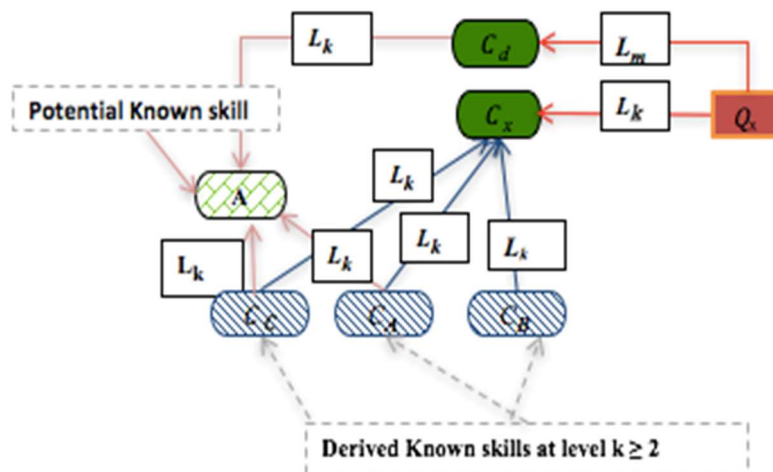 L_k
C_d
L_m
Potential Known skill
C_x
L_k
Q_x
L_k
A
L_k
L_k
L_k
L_k
C_C
C_A
C_B
Derived Known skills at level k ≥ 2